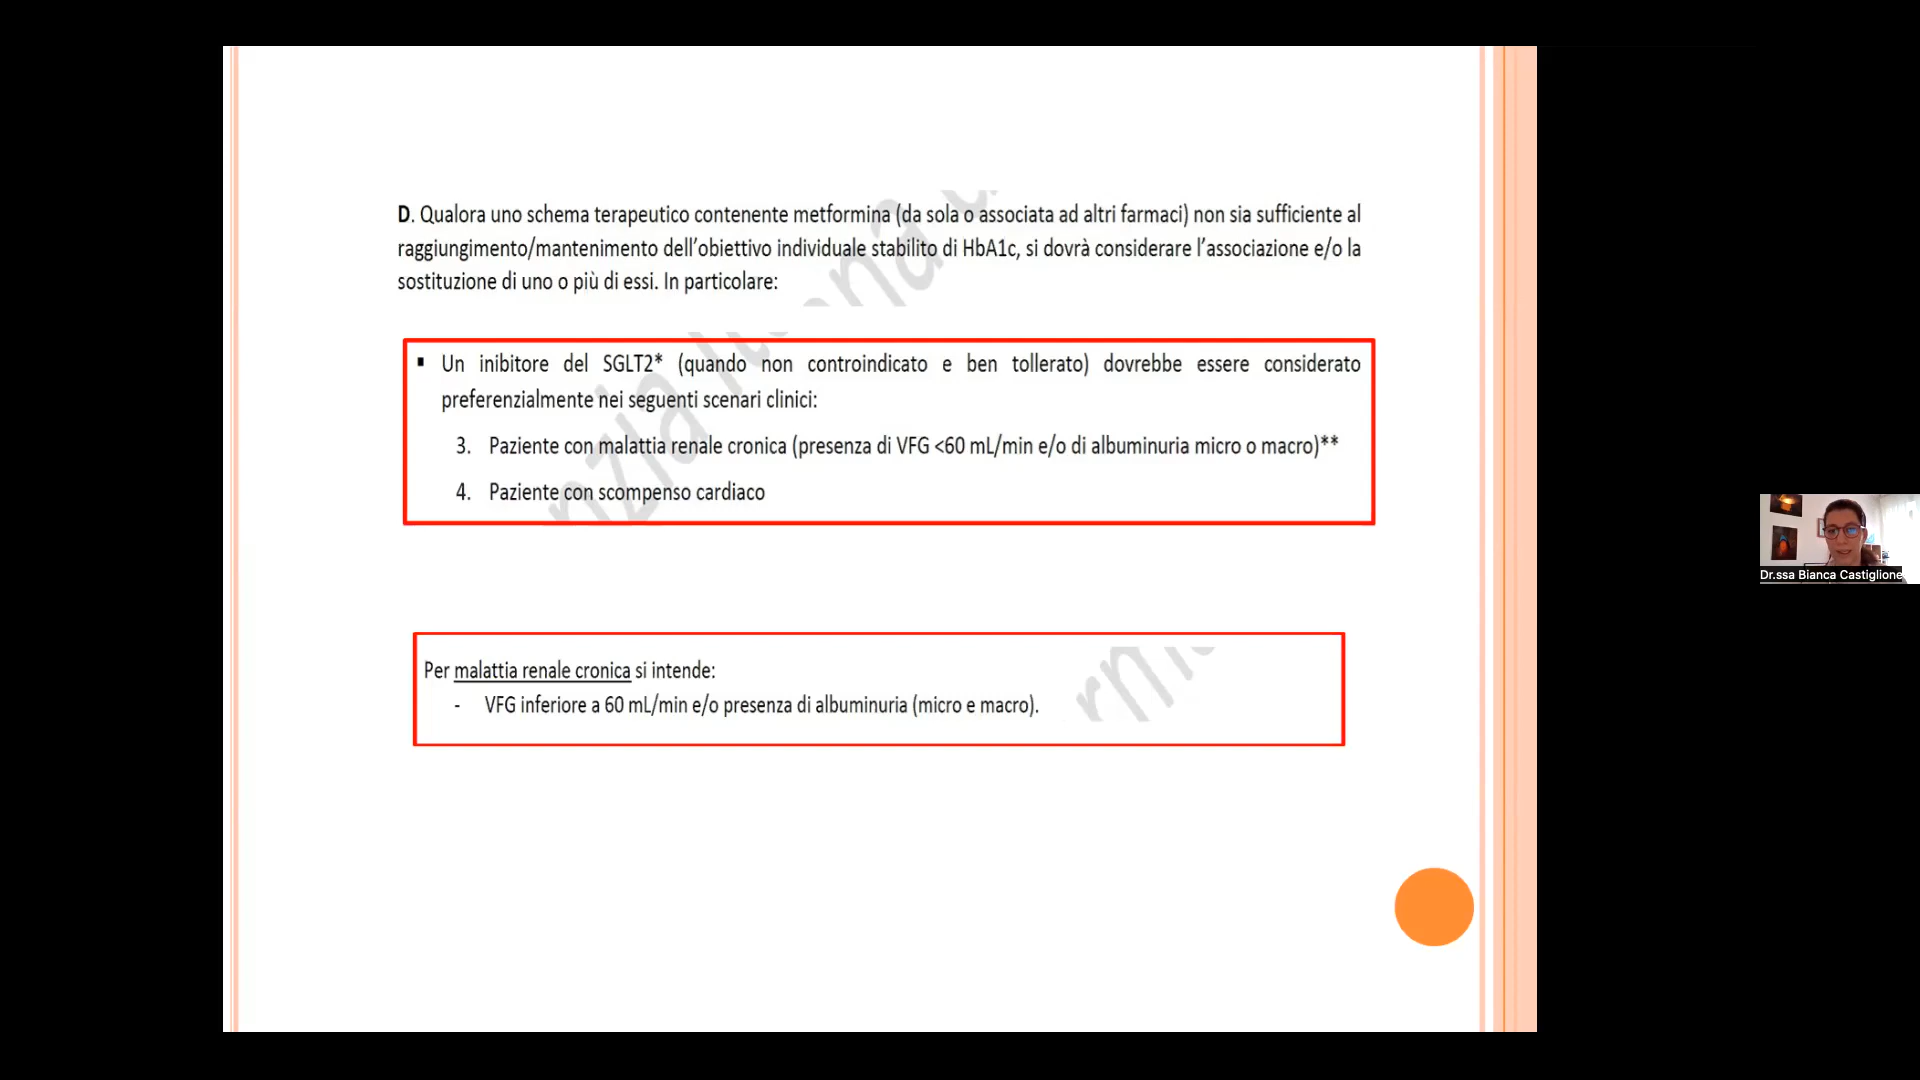 D. Qualora uno schema terapeutico contenente metformina (da sola o associata ad altri farmaci) non sia sufficiente al
raggiungimento/mantenimento dell’obiettivo individuale stabilito di HbA1c, si dovrà considerare l’associazione e/o la
sostituzione di uno o più di essi. In particolare:
▪ Un inibitore del SGLT2* (quando non controindicato e ben tollerato) dovrebbe essere considerato
preferenzialmente nei seguenti scenari clinici:
3. Paziente con malattia renale cronica (presenza di VFG <60 mL/min e/o di albuminuria micro o macro)**
4. Paziente con scompenso cardiaco
Per malattia renale cronica si intende:
- VFG inferiore a 60 mL/min e/o presenza di albuminuria (micro e macro).
Dr.ssa Bianca Castiglione